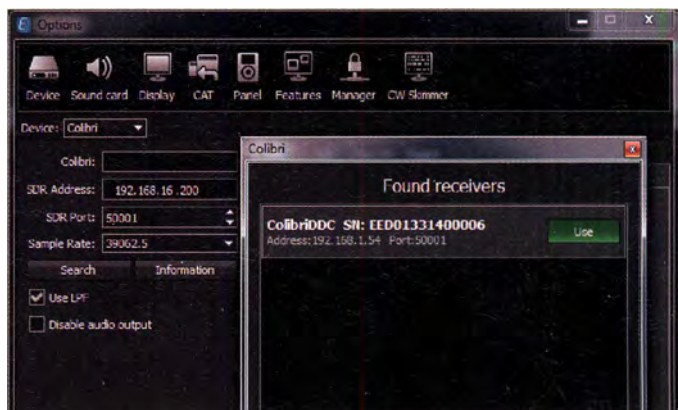 Options
Device Sound card Display CAT Panel Features Manager CW Skimmer
Device: Colibri
Colibri:
SDR Address: 192.168.16.200
SDR Port: 50001
Sample Rate: 39062.5
Search Information
Use LPF
Disable audio output
Colibri
Found receivers
ColibriDDC SN: EED01331400006
Address:192.168.1.54 Port:50001
Use